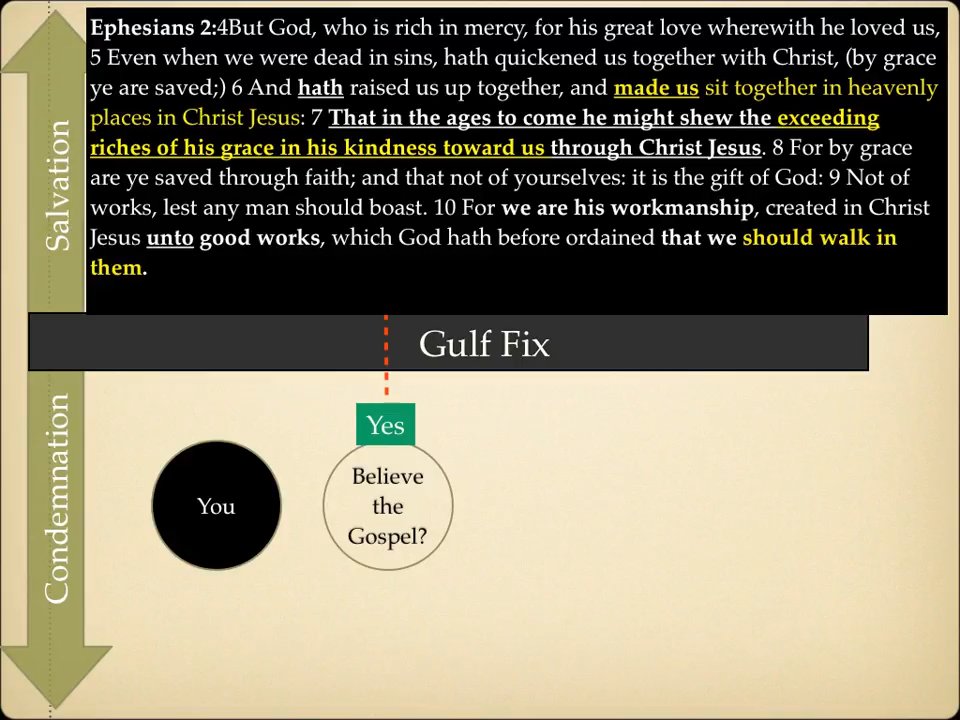 Ephesians 2:4But God, who is rich in mercy, for his great love wherewith he loved us,
5 Even when we were dead in sins, hath quickened us together with Christ, (by grace
ye are saved;) 6 And hath raised us up together, and made us sit together in heavenly
places in Christ Jesus: 7 That in the ages to come he might shew the exceeding
riches of his grace in his kindness toward us through Christ Jesus. 8 For by grace
are ye saved through faith; and that not of yourselves: it is the gift of God: 9 Not of
works, lest any man should boast. 10 For we are his workmanship, created in Christ
Jesus unto good works, which God hath before ordained that we should walk in
them.
Salvation
Gulf Fix
Condemnation
Yes
You
Believe
the
Gospel?